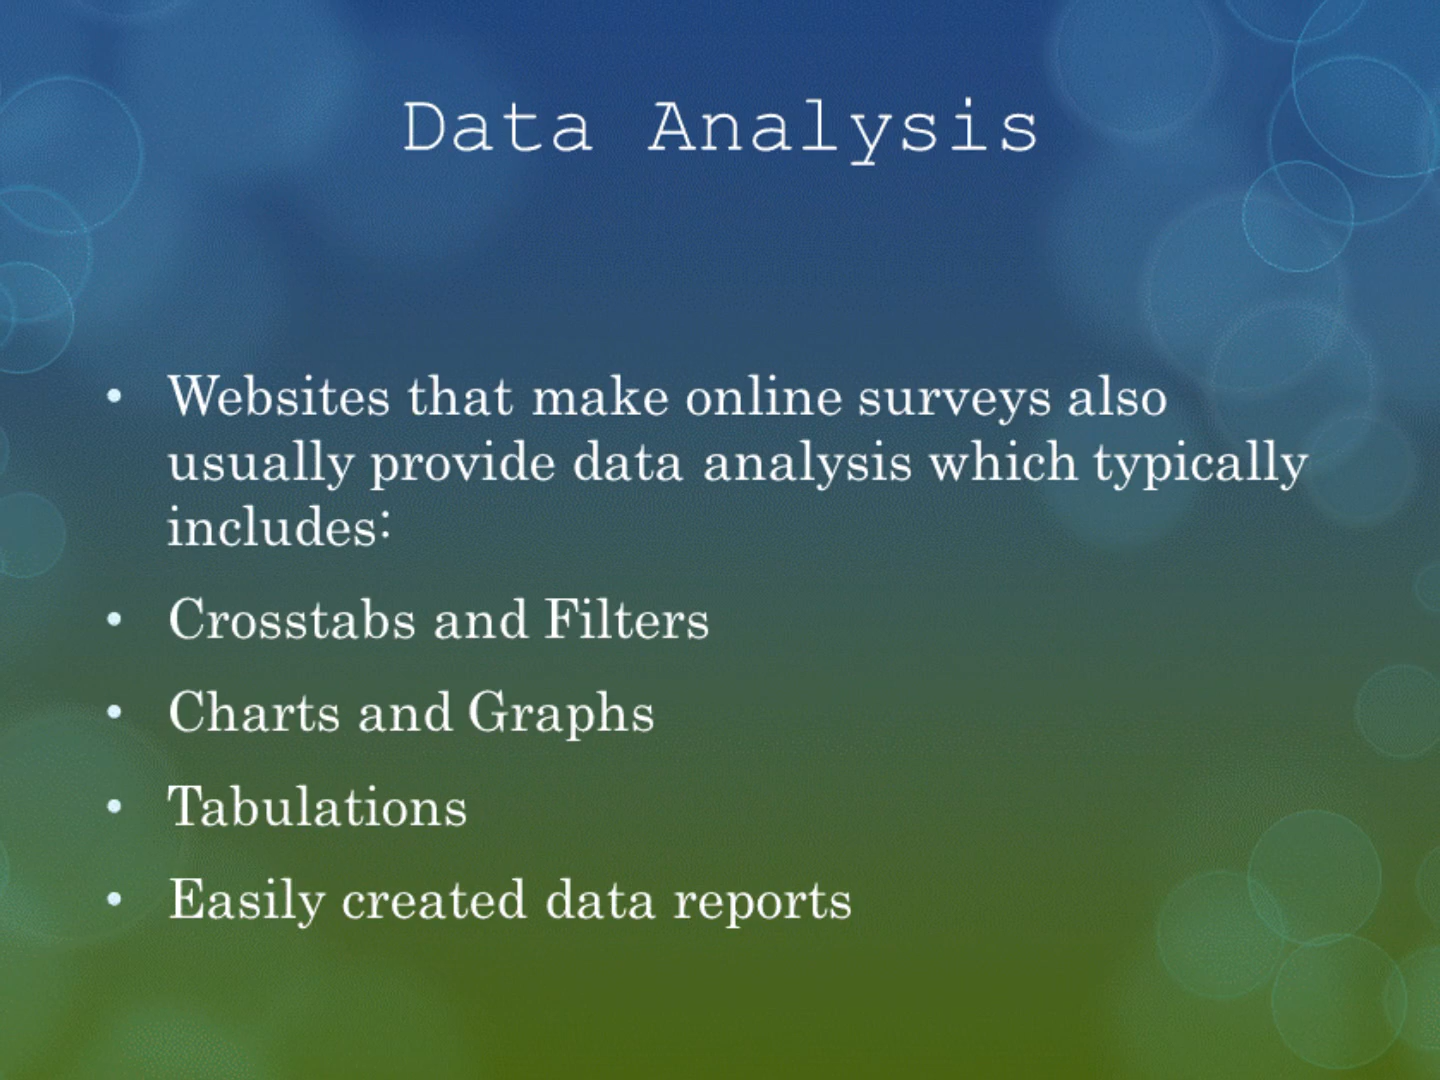 Data Analysis
• Websites that make online surveys also
usually provide data analysis which typically
includes:
• Crosstabs and Filters
• Charts and Graphs
• Tabulations
• Easily created data reports